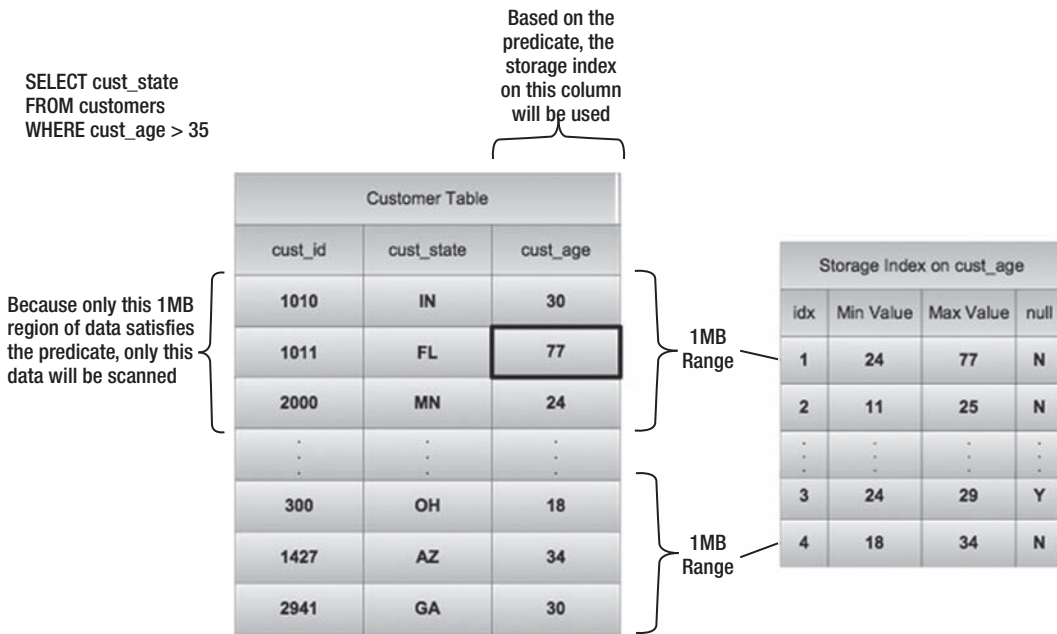 Based on the
predicate, the
storage index
on this column
will be used
SELECT cust_state
FROM customers
WHERE cust_age > 35
Customer Table
cust_id cust_state cust_age
1010 IN 30
1011 FL 77
2000 MN 24
. . .
. . .
. . .
300 OH 18
1427 AZ 34
2941 GA 30
Because only this 1MB
region of data satisfies
the predicate, only this
data will be scanned
1MB
Range
1MB
Range
Storage Index on cust_age
idx Min Value Max Value null
1 24 77 N
2 11 25 N
. . . .
. . . .
. . . .
3 24 29 Y
4 18 34 N